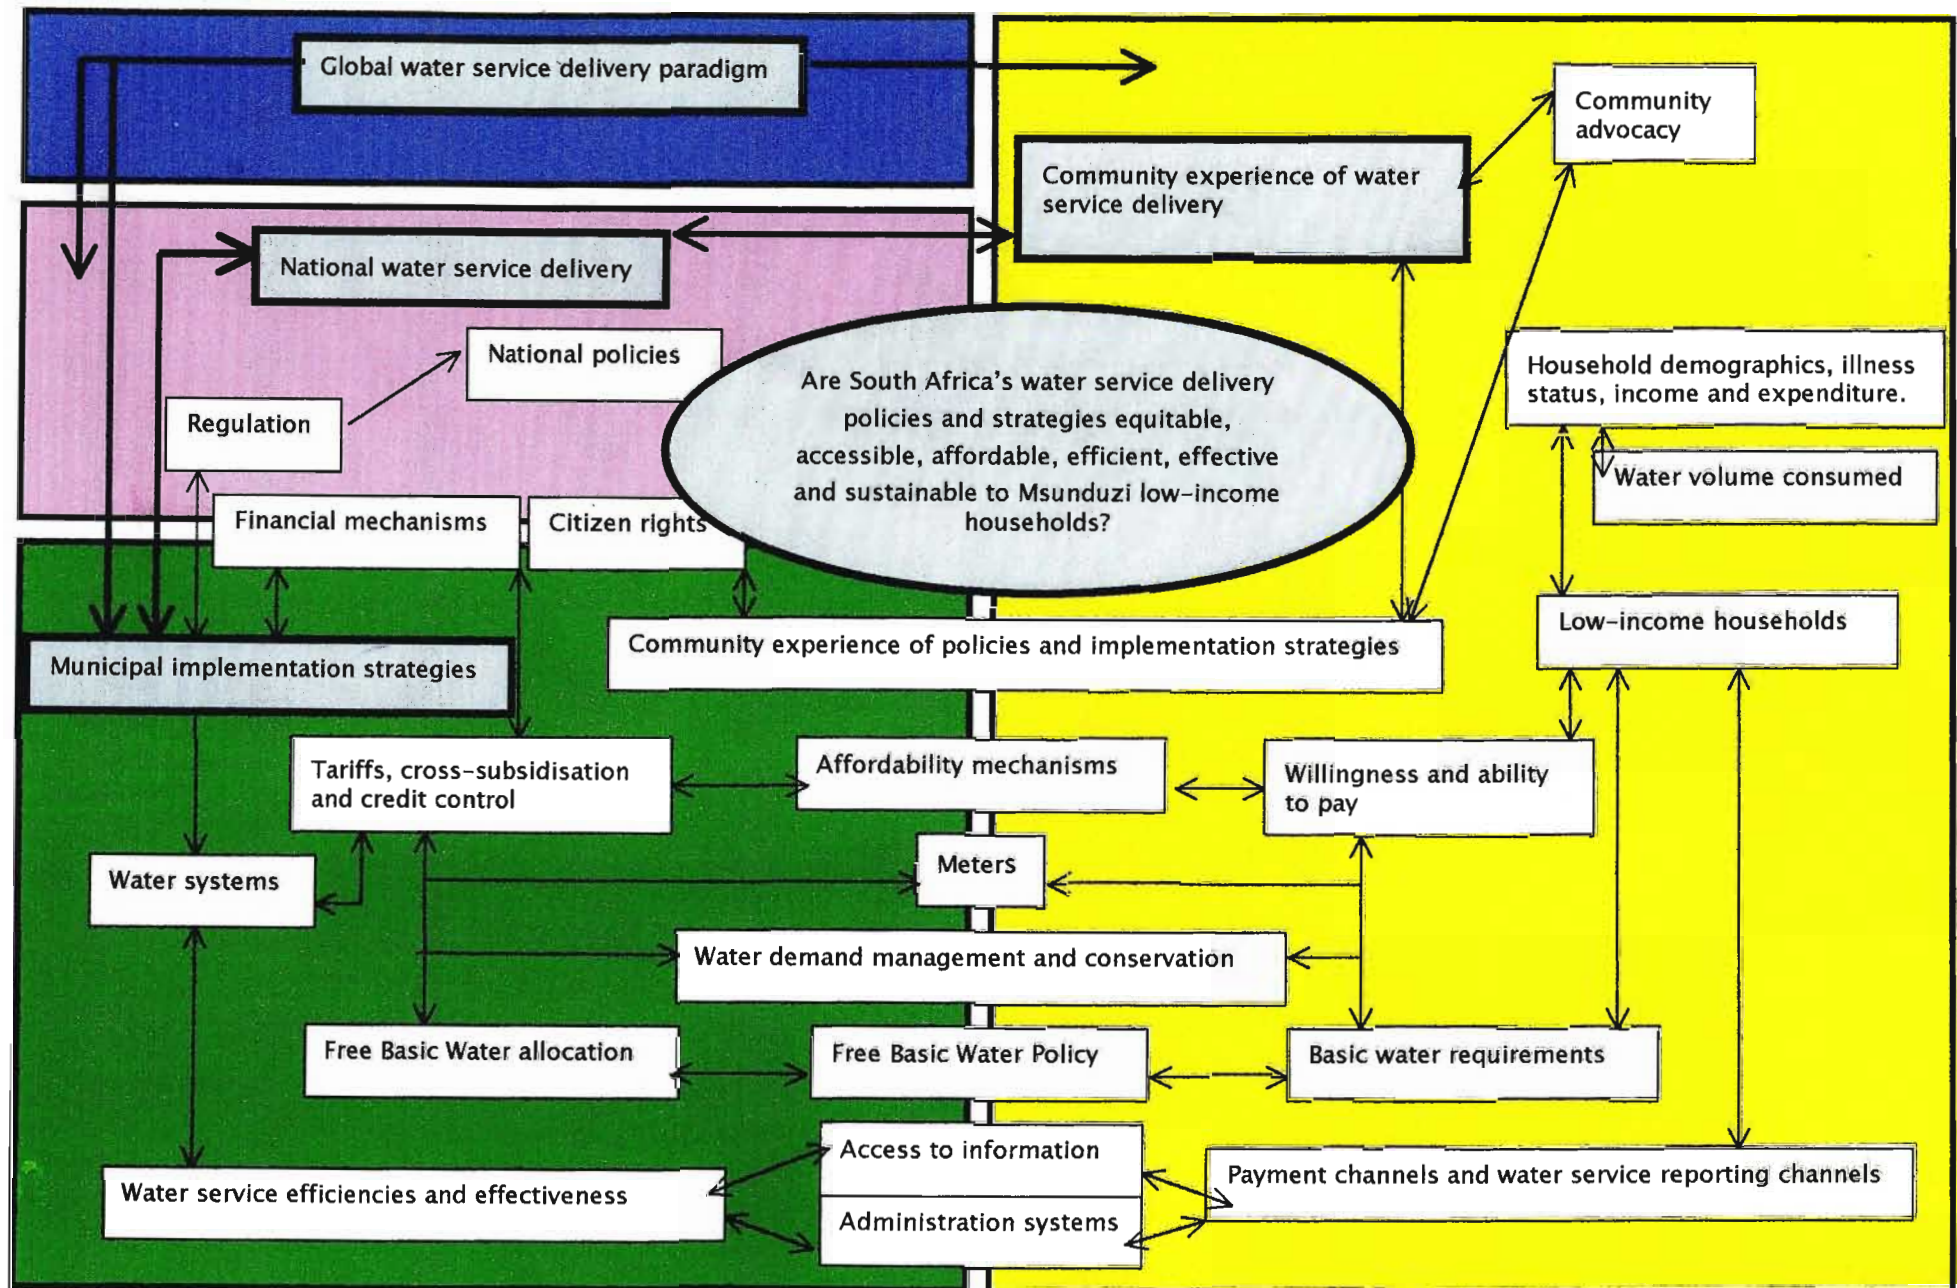 Global water service delivery paradigm
Community
advocacy
Community experience of water
service delivery
National water service delivery
National policies
Regulation
Are South Africa's water service delivery
policies and strategies equitable,
accessible, affordable, efficient, effective
and sustainable to Msunduzi low-income
households?
Household demographics, illness
status, income and expenditure.
Water volume consumed
Financial mechanisms
Citizen rights
Low-income households
Community experience of policies and implementation strategies
Municipal implementation strategies
Tariffs, cross-subsidisation
and credit control
Affordability mechanisms
Willingness and ability
to pay
Meters
Water systems
Water demand management and conservation
Free Basic Water allocation
Free Basic Water Policy
Basic water requirements
Access to information
Payment channels and water service reporting channels
Water service efficiencies and effectiveness
Administration systems